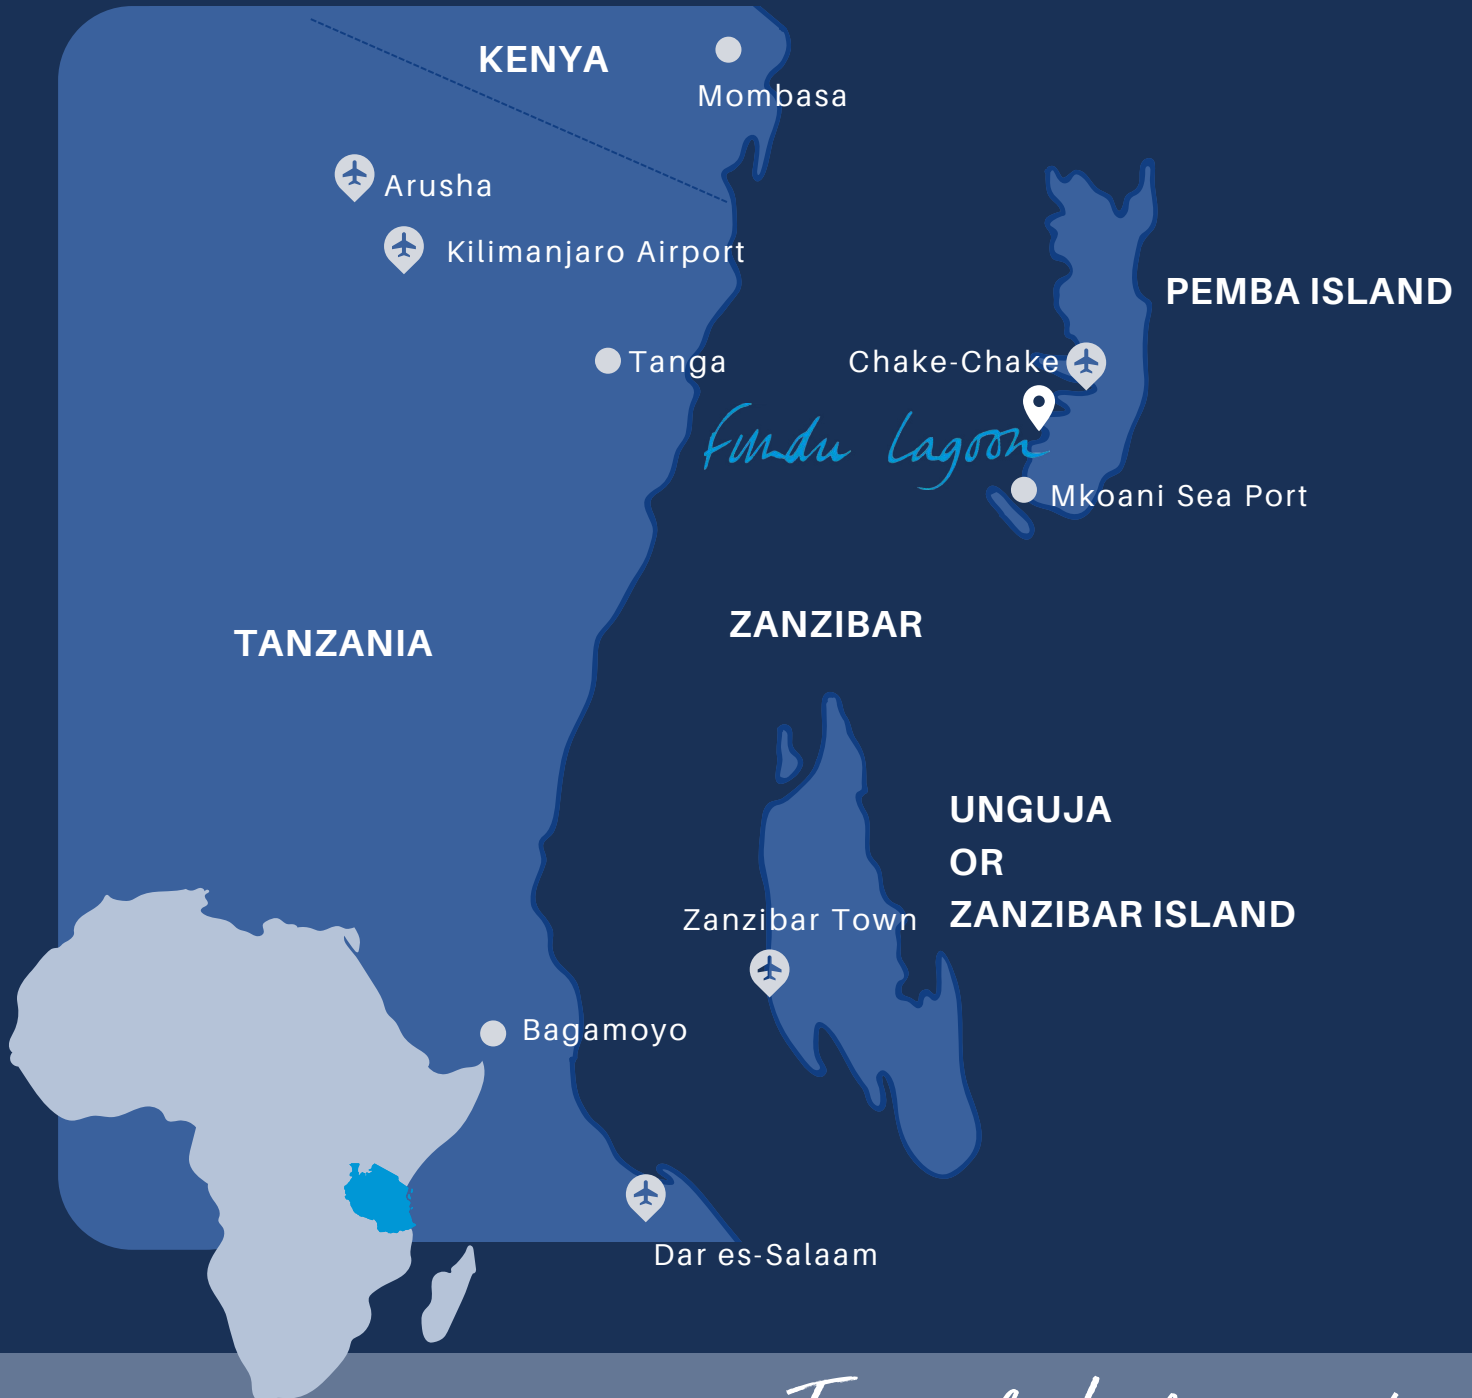 KENYA
Mombasa
Arusha
Kilimanjaro Airport
PEMBA ISLAND
Tanga
Chake-Chake
Fundu Lagoon
Mkoani Sea Port
ZANZIBAR
TANZANIA
UNGUJA
OR
ZANZIBAR ISLAND
Zanzibar Town
Bagamoyo
Dar es-Salaam